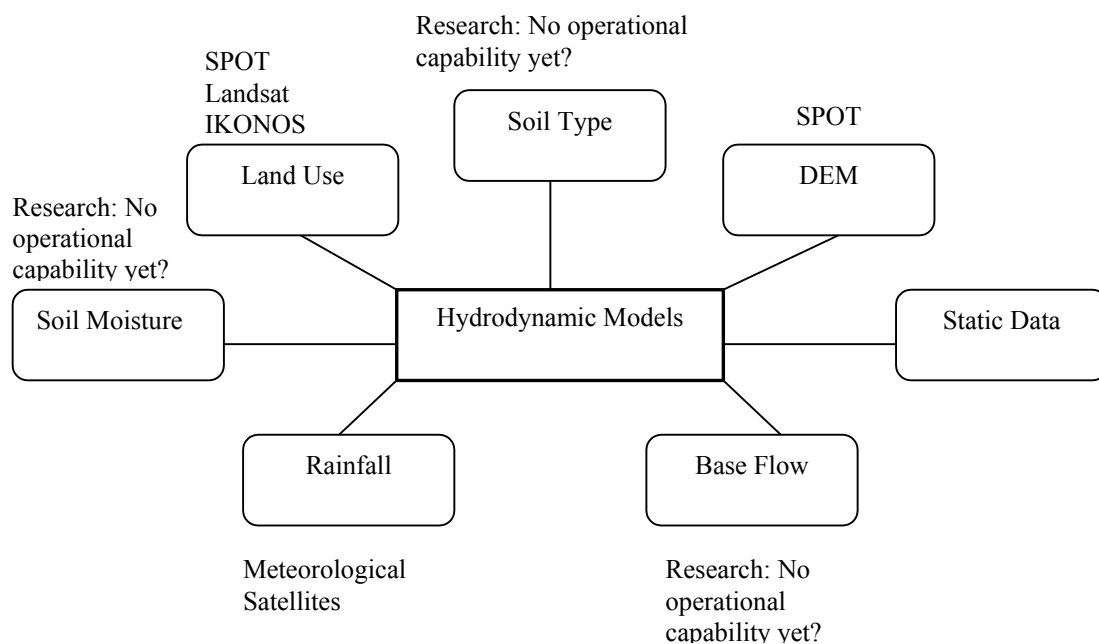 Research: No operational
capability yet?
SPOT
Landsat
IKONOS
Soil Type
SPOT
Land Use
DEM
Research: No
operational
capability yet?
Soil Moisture
Hydrodynamic Models
Static Data
Rainfall
Base Flow
Meteorological
Satellites
Research: No
operational
capability yet?